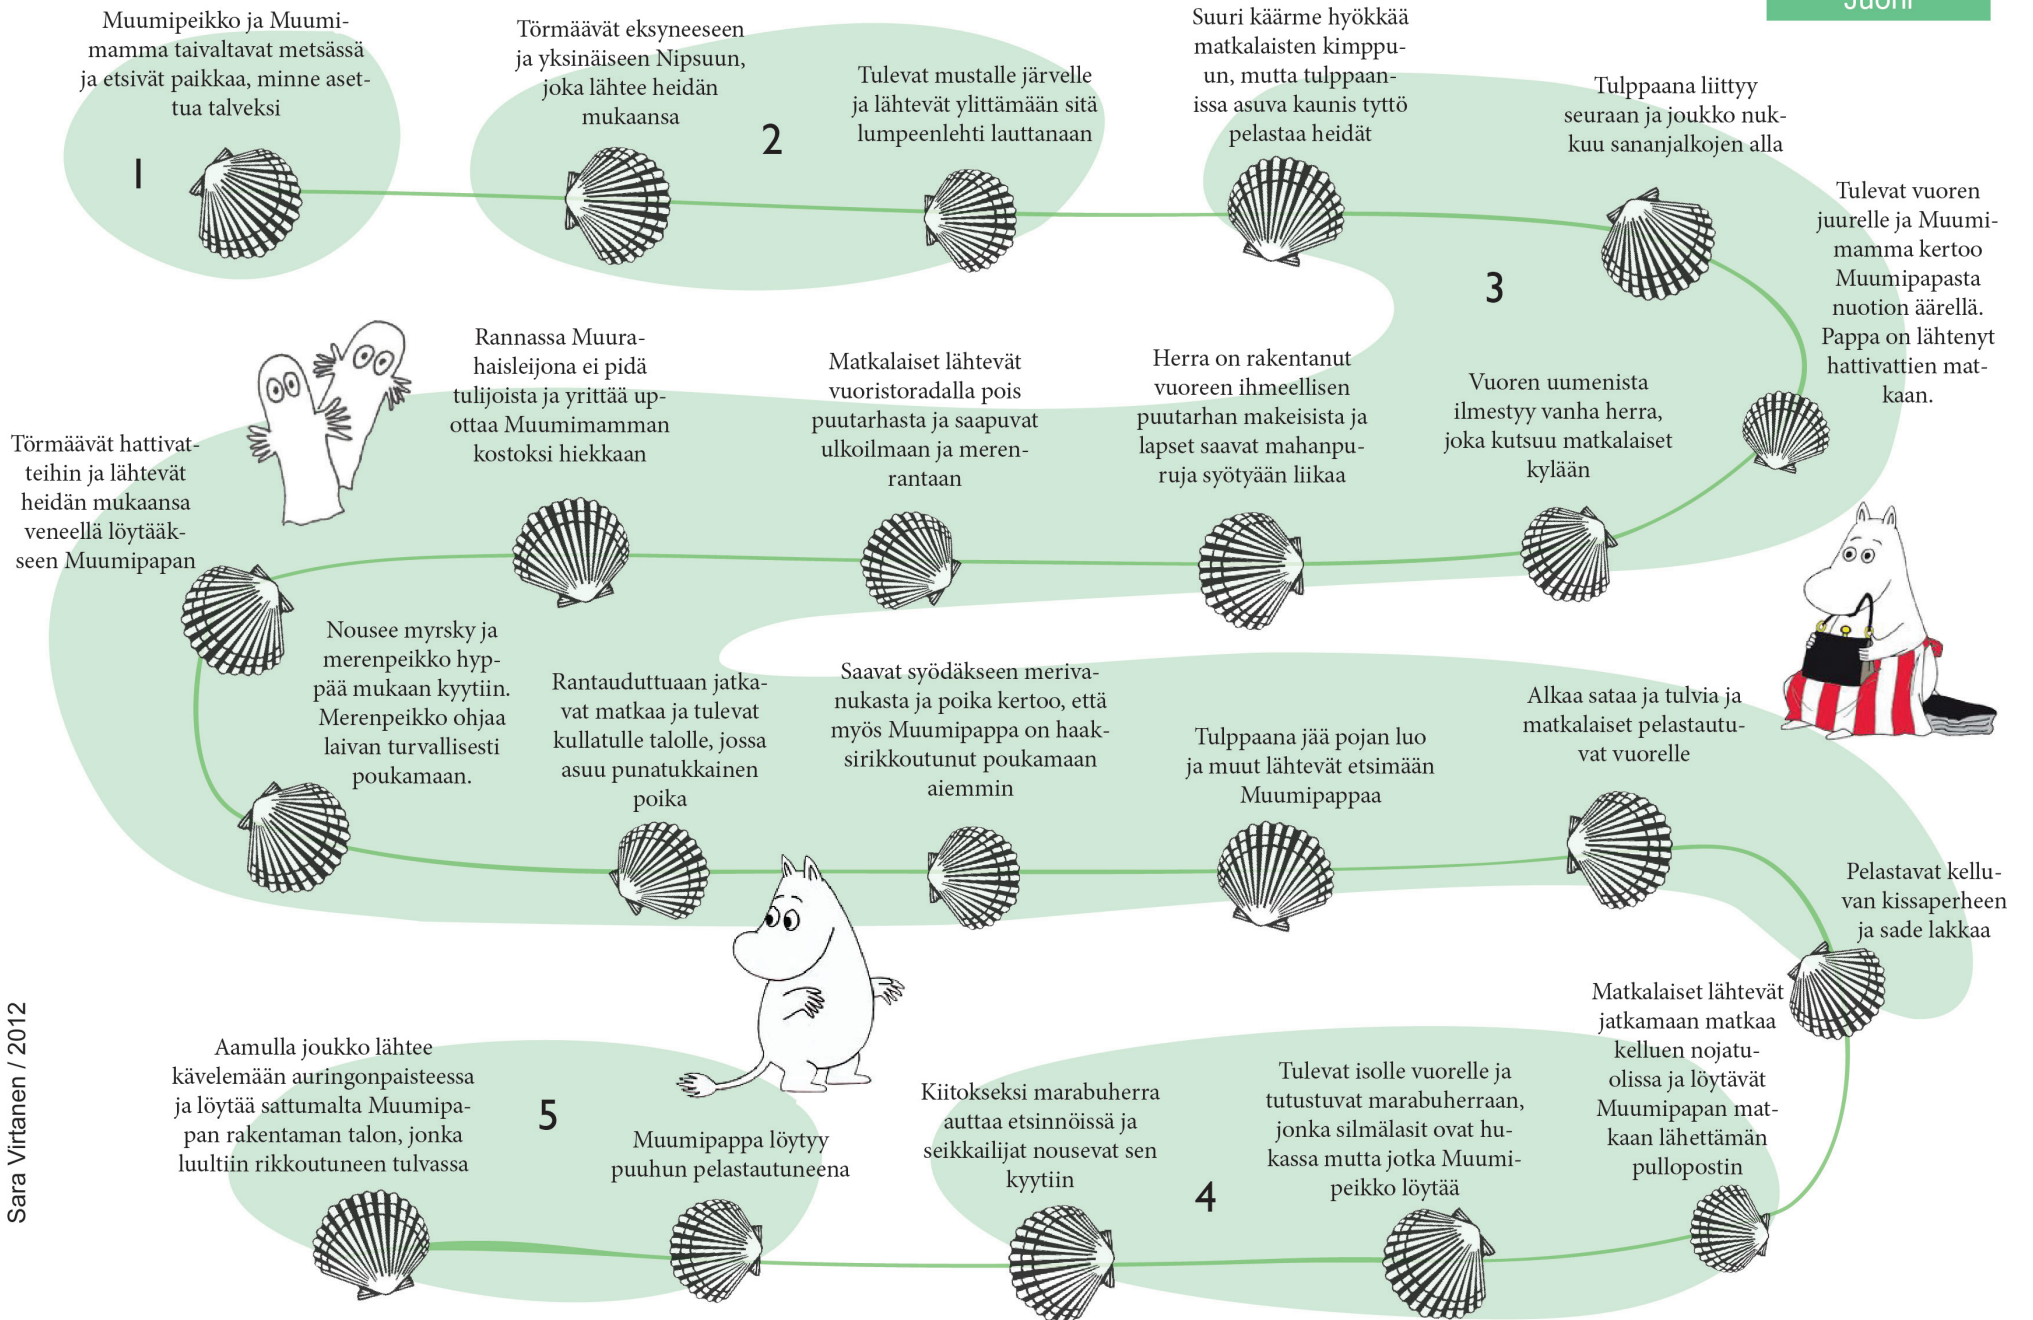 Juoni
Muumipeikko ja Muumi-
mamma taivaltavat metsässä
ja etsivät paikkaa, minne aset-
tua talveksi
1
Törmäävät eksyneeseen
ja yksinäiseen Nipsuun,
joka lähtee heidän
mukaansa
2
Tulevat mustalle järvelle
ja lähtevät ylittämään sitä
lumpeenlehti lauttanaan
Suuri käärme hyökkää
matkalaisten kimppu-
un, mutta tulppaan-
issa asuva kaunis tyttö
pelastaa heidät
Tulppaana liittyy
seuraan ja joukko nuk-
kuu sananjalkojen alla
3
Tulevat vuoren
juurelle ja Muumi-
mamma kertoo
Muumipapasta
nuotion äärellä.
Pappa on lähtenyt
hattivattien mat-
kaan.
Vuoren uumenista
ilmestyy vanha herra,
joka kutsuu matkalaiset
kylään
Herra on rakentanut
vuoreen ihmeellisen
puutarhan makeisista ja
lapset saavat mahanpu-
ruja syötyään liikaa
Matkalaiset lähtevät
vuoristoradalla pois
puutarhasta ja saapuvat
ulkoilmaan ja meren-
rantaan
Rannassa Muura-
haisleijona ei pidä
tulijoista ja yrittää up-
ottaa Muumimamman
kostoksi hiekkaan
Törmäävät hattivat-
teihin ja lähtevät
heidän mukaansa
veneellä löytääk-
seen Muumipapan
Nousee myrsky ja
merenpeikko hyp-
pää mukaan kyytiin.
Merenpeikko ohjaa
laivan turvallisesti
poukamaan.
Rantauduttuaan jatka-
vat matkaa ja tulevat
kullatulle talolle, jossa
asuu punatukkainen
poika
Saavat syödäkseen meriva-
nukasta ja poika kertoo, että
myös Muumipappa on haak-
sirikkoutunut poukamaan
aiemmin
Tulppaana jää pojan luo
ja muut lähtevät etsimään
Muumipappaa
Alkaa sataa ja tulvia ja
matkalaiset pelastautu-
vat vuorelle
Pelastavat kellu-
van kissaperheen
ja sade lakkaa
Matkalaiset lähtevät
jatkamaan matkaa
kelluen nojatu-
olissa ja löytävät
Muumipapan mat-
kaan lähettämän
pullopostin
Tulevat isolle vuorelle ja
tutustuvat marabuherraan,
jonka silmälasit ovat hu-
kassa mutta jotka Muumi-
peikko löytää
4
Kiitokseksi marabuherra
auttaa etsinnöissä ja
seikkailijat nousevat sen
kyytiin
Muumipappa löytyy
puuhun pelastautuneena
5
Aamulla joukko lähtee
kävelemään auringonpaisteessa
ja löytää sattumalta Muumipa-
pan rakentaman talon, jonka
luultiin rikkoutuneen tulvassa
Sara Virtanen / 2012